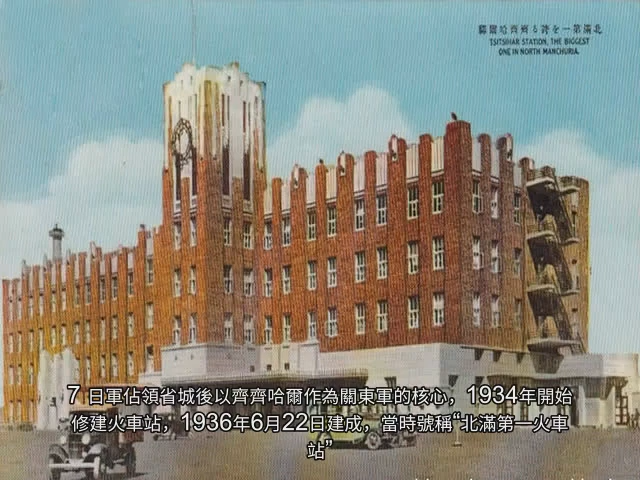 北滿第一を誇る齊齊哈爾驛
TSITSIHAR STATION, THE BIGGEST
ONE IN NORTH MANCHURIA.
7 日軍佔領省城後以齊齊哈爾作為關東軍的核心，1934年開始
修建火車站，1936年6月22日建成，當時號稱“北滿第一火車
站”